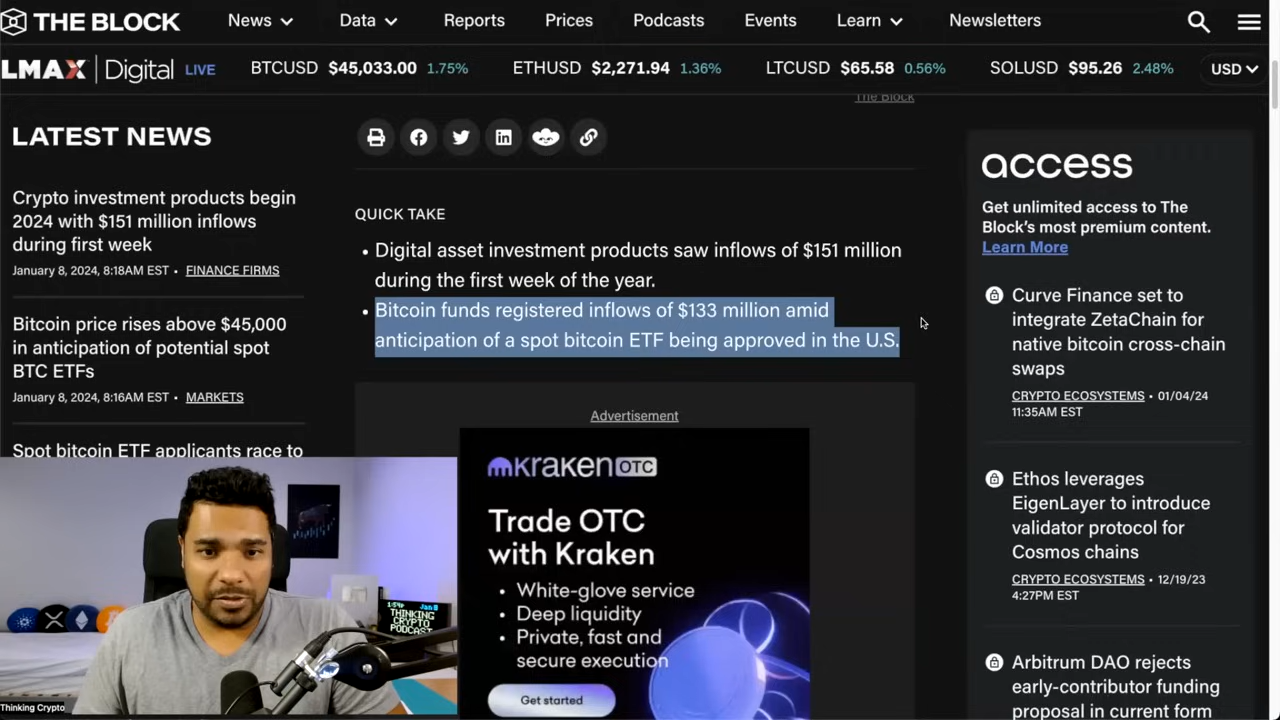 THE BLOCK
News
Data
Reports
Prices
Podcasts
Events
Learn
Newsletters
LMAX Digital LIVE
BTCUSD $45,033.00 1.75%
ETHUSD $2,271.94 1.36%
LTCUSD $65.58 0.56%
SOLUSD $95.26 2.48%
USD
The Block
LATEST NEWS
Crypto investment products begin
2024 with $151 million inflows
during first week
January 8, 2024, 8:18AM EST • FINANCE FIRMS
Bitcoin price rises above $45,000
in anticipation of potential spot
BTC ETFs
January 8, 2024, 8:16AM EST • MARKETS
Spot bitcoin ETF applicants race to
QUICK TAKE
• Digital asset investment products saw inflows of $151 million
during the first week of the year.
• Bitcoin funds registered inflows of $133 million amid
anticipation of a spot bitcoin ETF being approved in the U.S.
Advertisement
kraken OTC
Trade OTC
with Kraken
• White-glove service
• Deep liquidity
• Private, fast and
secure execution
Get started
access
Get unlimited access to The
Block's most premium content.
Learn More
Curve Finance set to
integrate ZetaChain for
native bitcoin cross-chain
swaps
CRYPTO ECOSYSTEMS • 01/04/24
11:35AM EST
Ethos leverages
EigenLayer to introduce
validator protocol for
Cosmos chains
CRYPTO ECOSYSTEMS • 12/19/23
4:27PM EST
Arbitrum DAO rejects
early-contributor funding
proposal in current form
THINKING
CRYPTO
PODCAST
Thinking Crypto